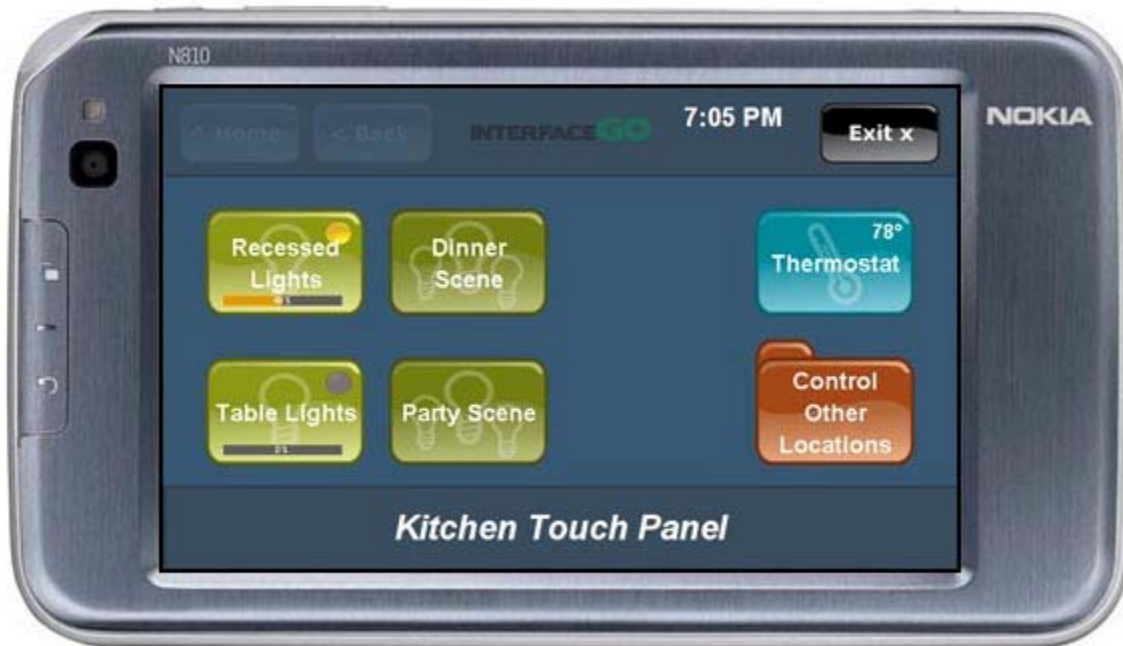 N810
NOKIA
^ Home
< Back
INTERFACEGO
7:05 PM
Exit x
Recessed
Lights
Dinner
Scene
78°
Thermostat
Table Lights
0%
Party Scene
Control
Other
Locations
Kitchen Touch Panel